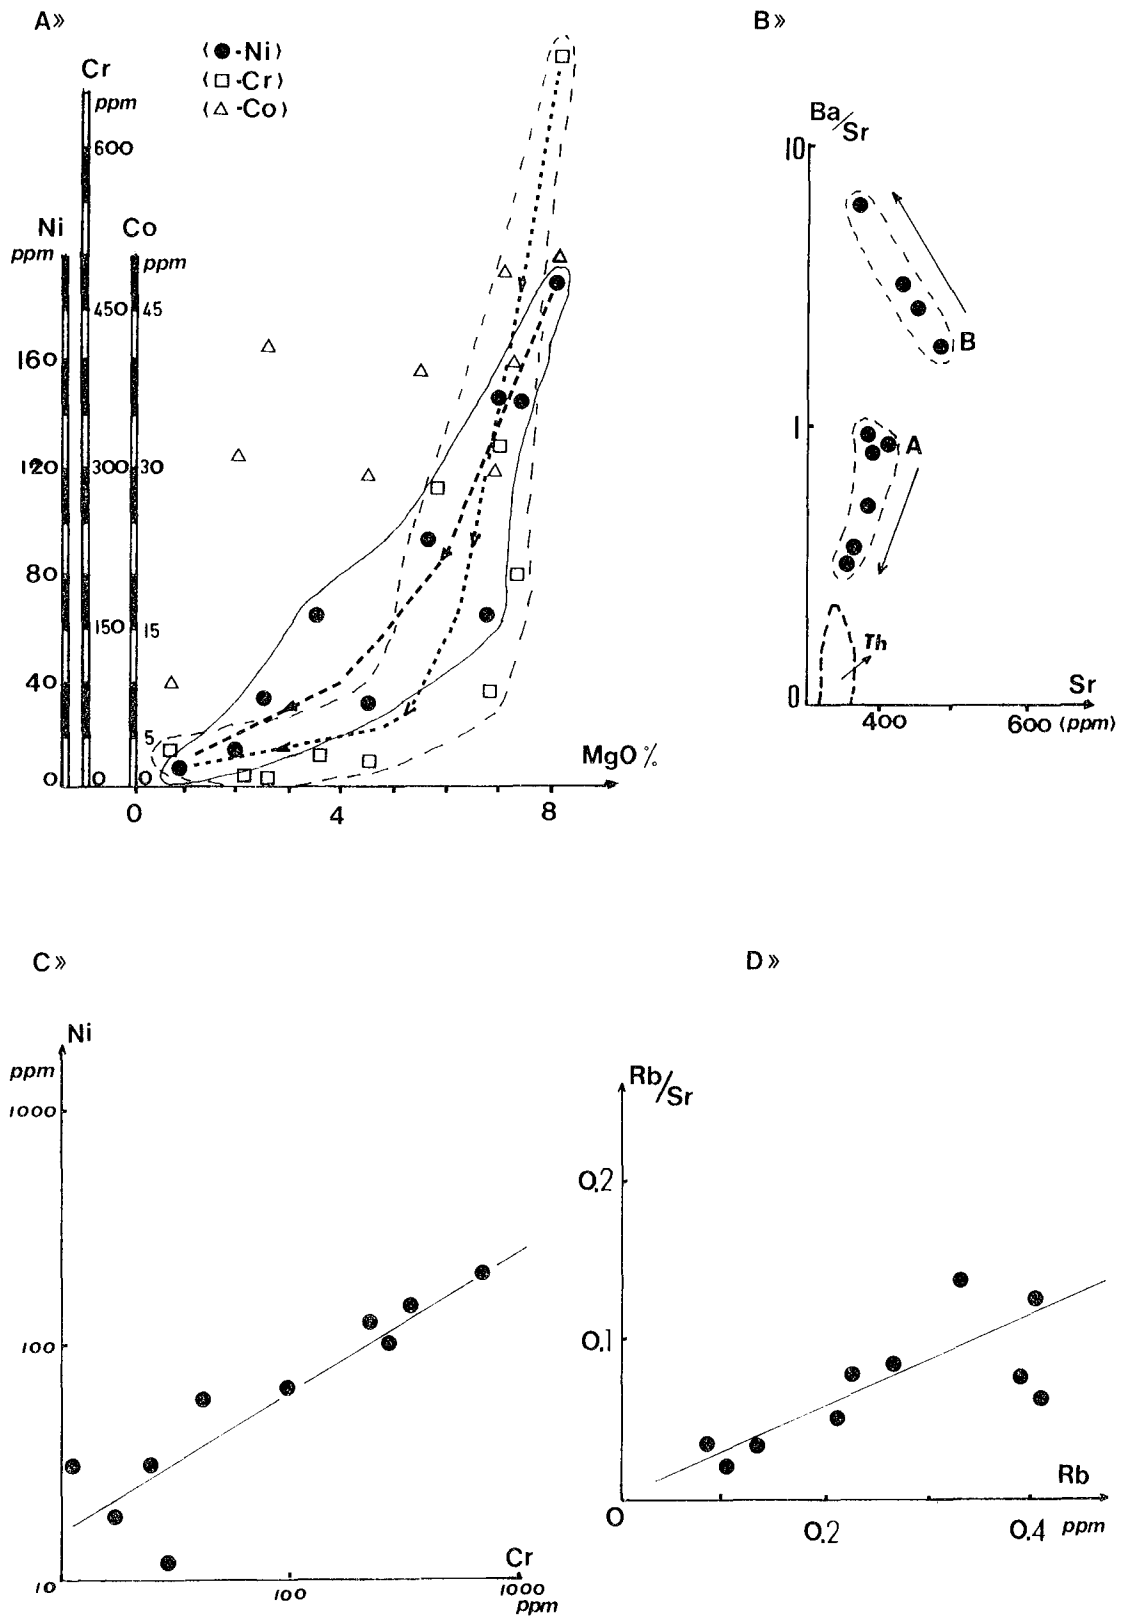 A»
(●-Ni)
(□-Cr)
(△-Co)
Cr
ppm
600
Ni
Co
ppm
ppm
450 45
160
120 300 30
80
150 15
40
5
0 0 0
MgO %
0 4 8
B»
Ba/Sr
10
B
1
A
Th
0
Sr
400 600 (ppm)
C»
Ni
ppm
1000
100
10
Cr
100 1000
ppm
D»
Rb/Sr
0.2
0.1
Rb
0 0.2 0.4 ppm